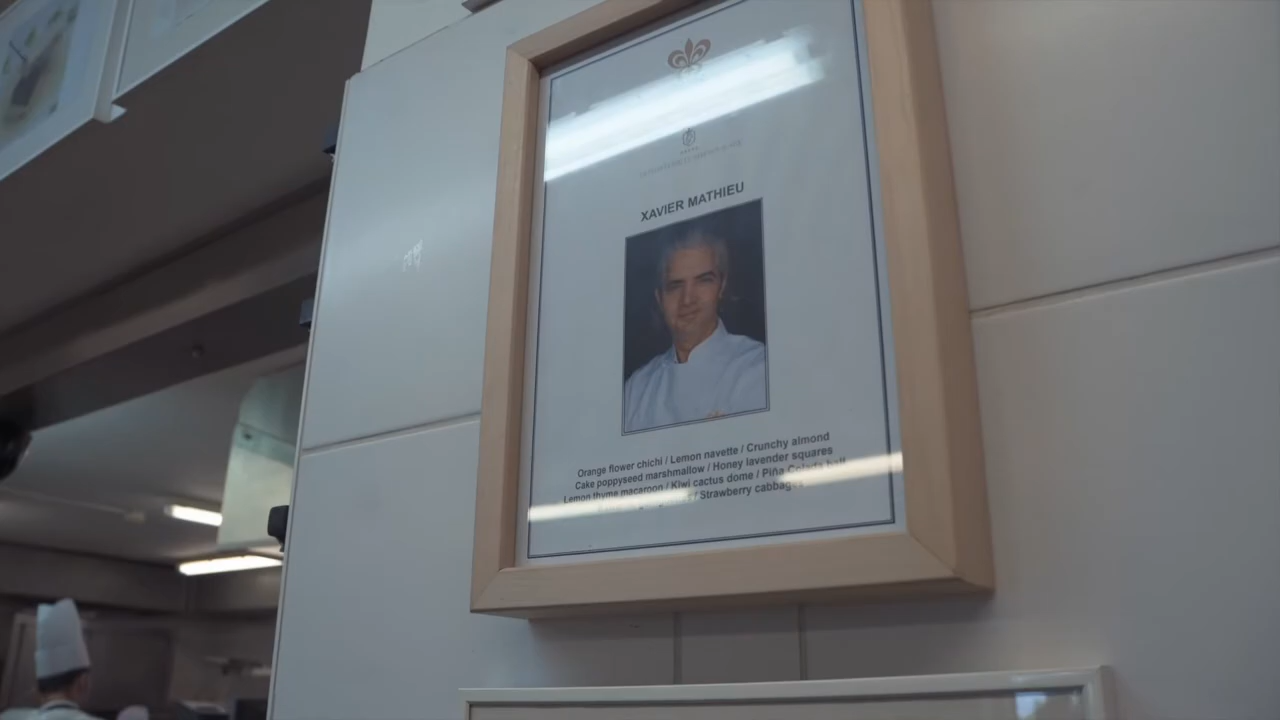 XAVIER MATHIEU
Orange flower chichi / Lemon navette / Crunchy almond
Cake poppyseed marshmallow / Honey lavender squares
Lemon thyme macaroon / Kiwi cactus dome / Piña Colada ball
/ Strawberry cabbages